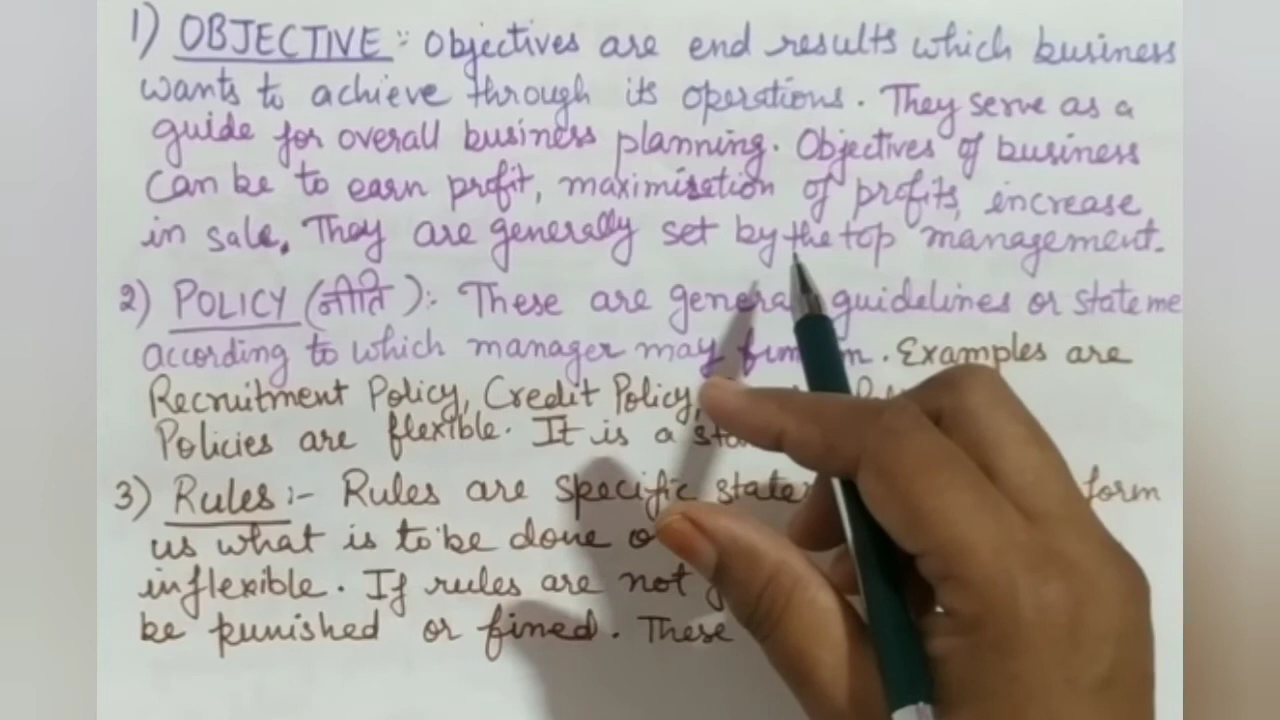 1) OBJECTIVE :- Objectives are end results which business
wants to achieve through its operations. They serve as a
guide for overall business planning. Objectives of business
can be to earn profit, maximisation of profits, increase
in sale. They are generally set by the top management.
2) POLICY (नीति) :- These are general guidelines or stateme
according to which manager may
. Examples are
Recruitment Policy, Credit Policy,
Policies are flexible. It is a
3) Rules :- Rules are specific
form
us what is to be done
inflexible. If rules are not
be punished or fined. These